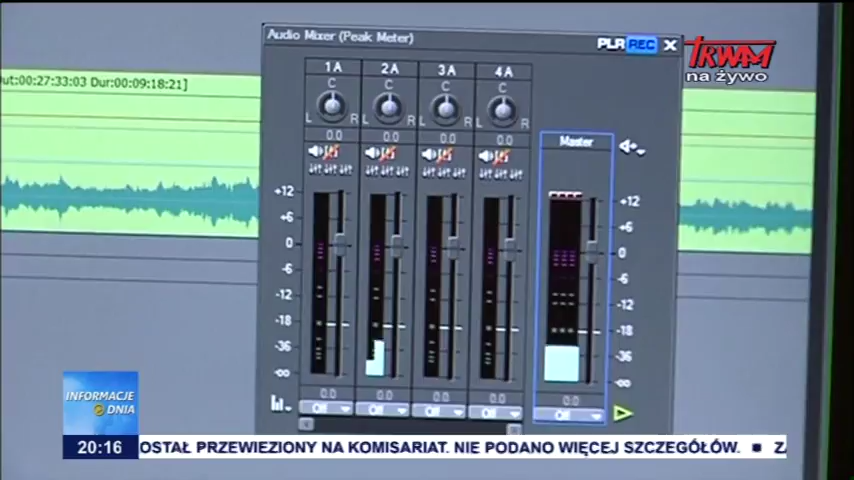 Out:00:27:33:03 Dur:00:09:18:21]
Audio Mixer (Peak Meter)
PLR REC X
TRWAM
na żywo
1A 2A 3A 4A
C C C C
L R L R L R L R
0.0 0.0 0.0 0.0
Master
+12 +12
+6 +6
0 0
-6 -6
-12 -12
-18 -18
-36 -36
-∞ -∞
0.0 0.0 0.0 0.0 0.0
Off Off Off Off Off
INFORMACJE
DNIA
20:16 OSTAŁ PRZEWIEZIONY NA KOMISARIAT. NIE PODANO WIĘCEJ SZCZEGÓŁÓW. ■